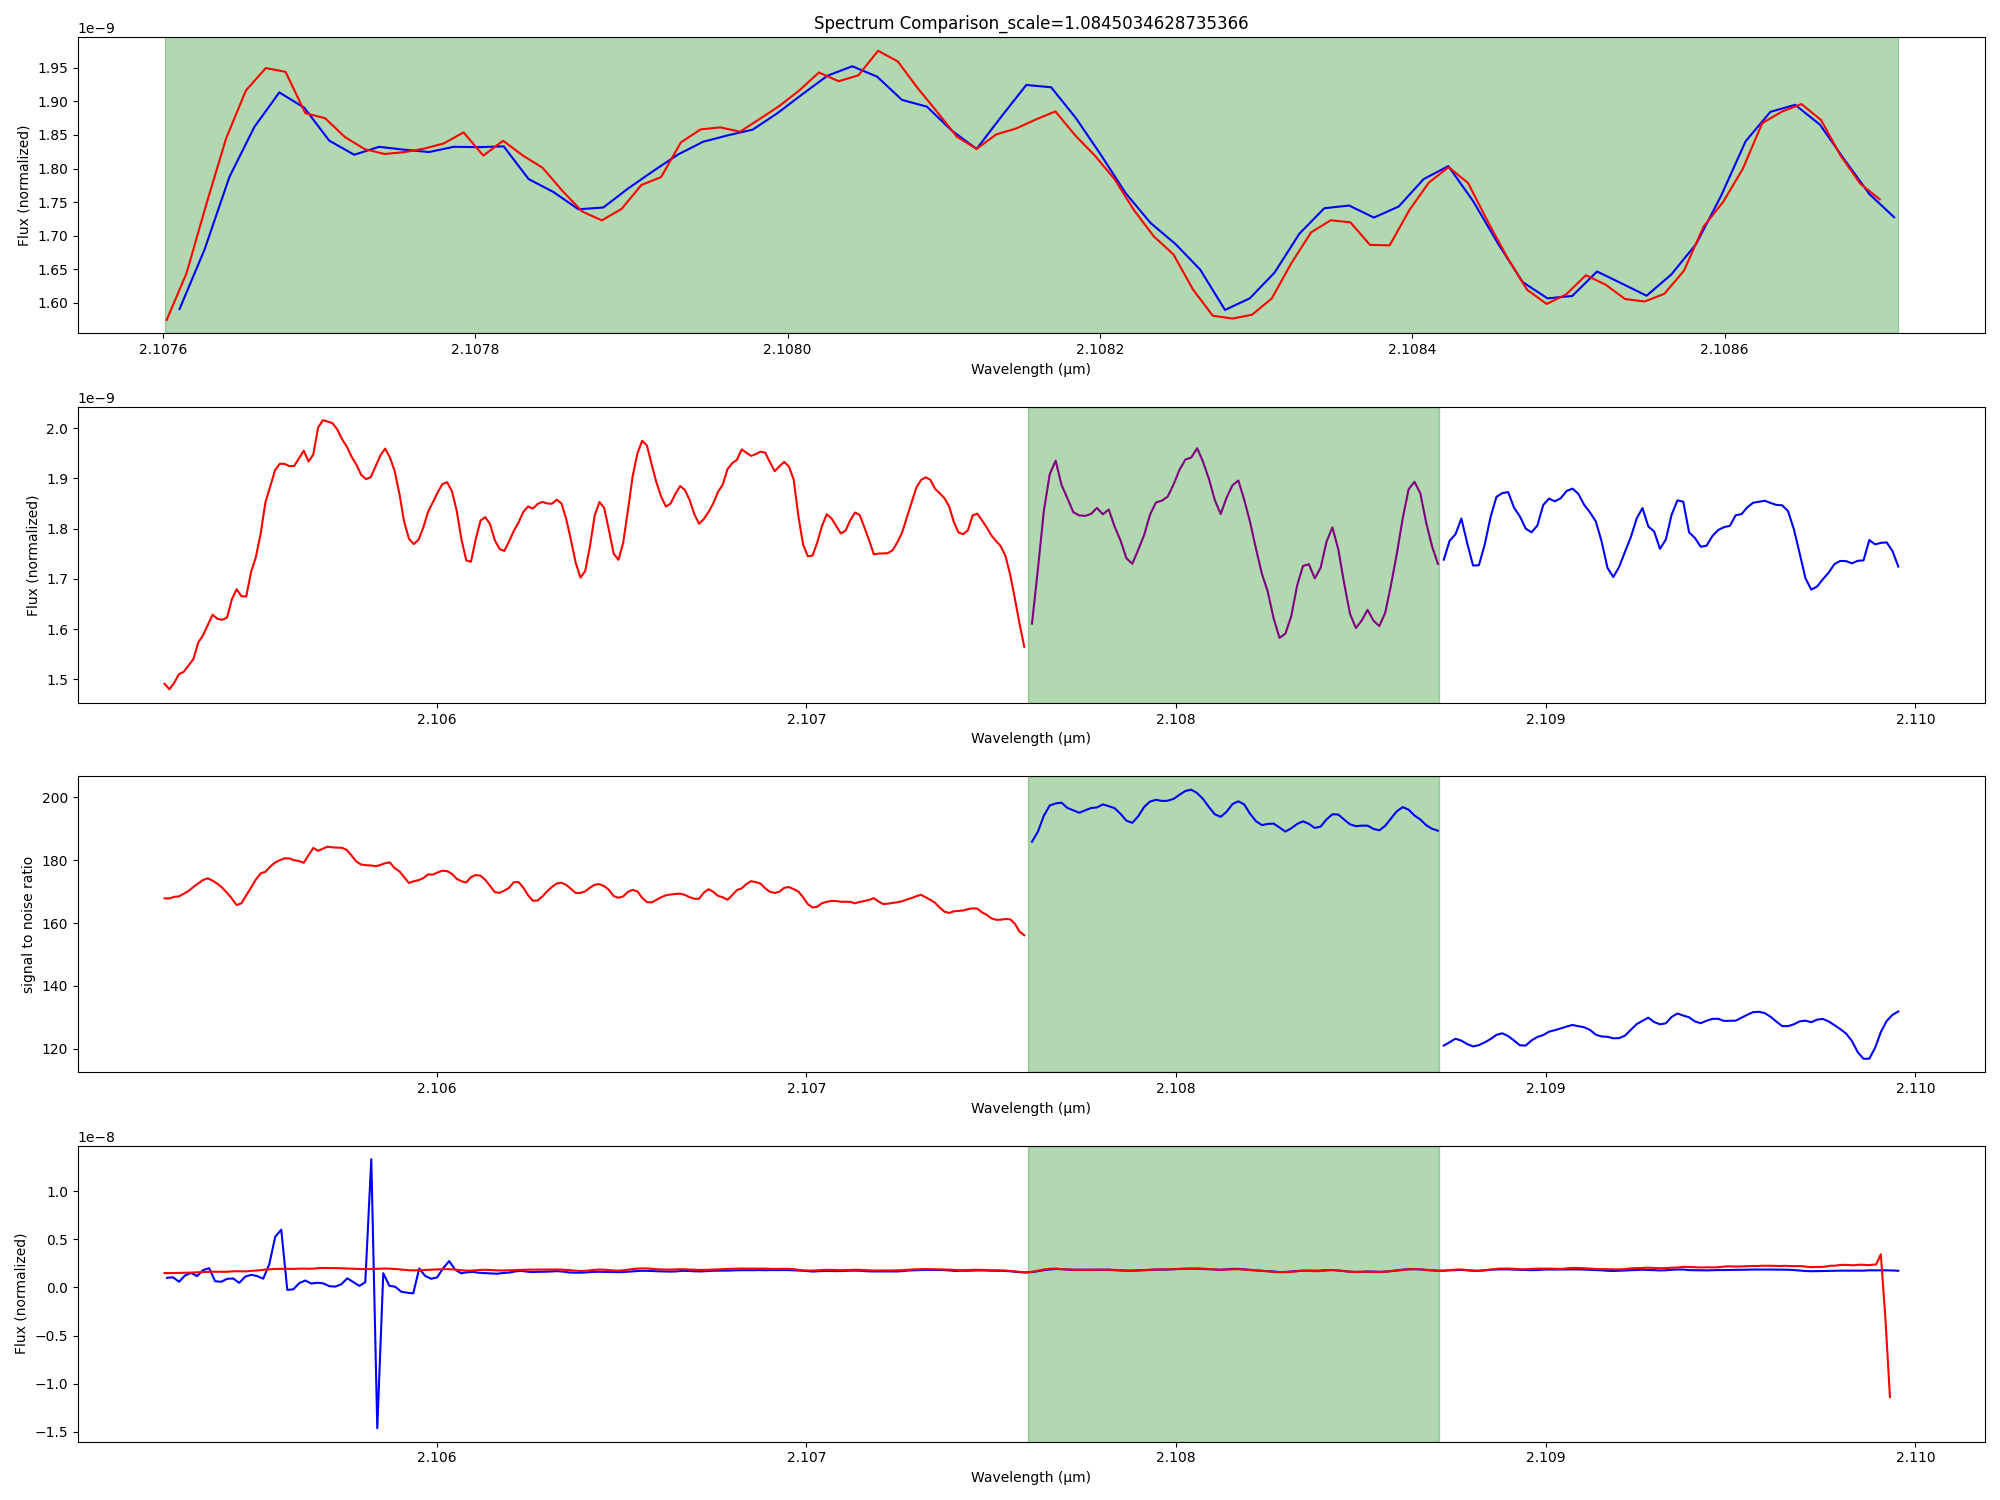 Spectrum Comparison_scale=1.0845034628735366
1e−9
Flux (normalized)
1.95
1.90
1.85
1.80
1.75
1.70
1.65
1.60
2.1076 2.1078 2.1080 2.1082 2.1084 2.1086
Wavelength (μm)
1e−9
Flux (normalized)
2.0
1.9
1.8
1.7
1.6
1.5
2.106 2.107 2.108 2.109 2.110
Wavelength (μm)
signal to noise ratio
200
180
160
140
120
2.106 2.107 2.108 2.109 2.110
Wavelength (μm)
1e−8
Flux (normalized)
1.0
0.5
0.0
−0.5
−1.0
−1.5
2.106 2.107 2.108 2.109 2.110
Wavelength (μm)